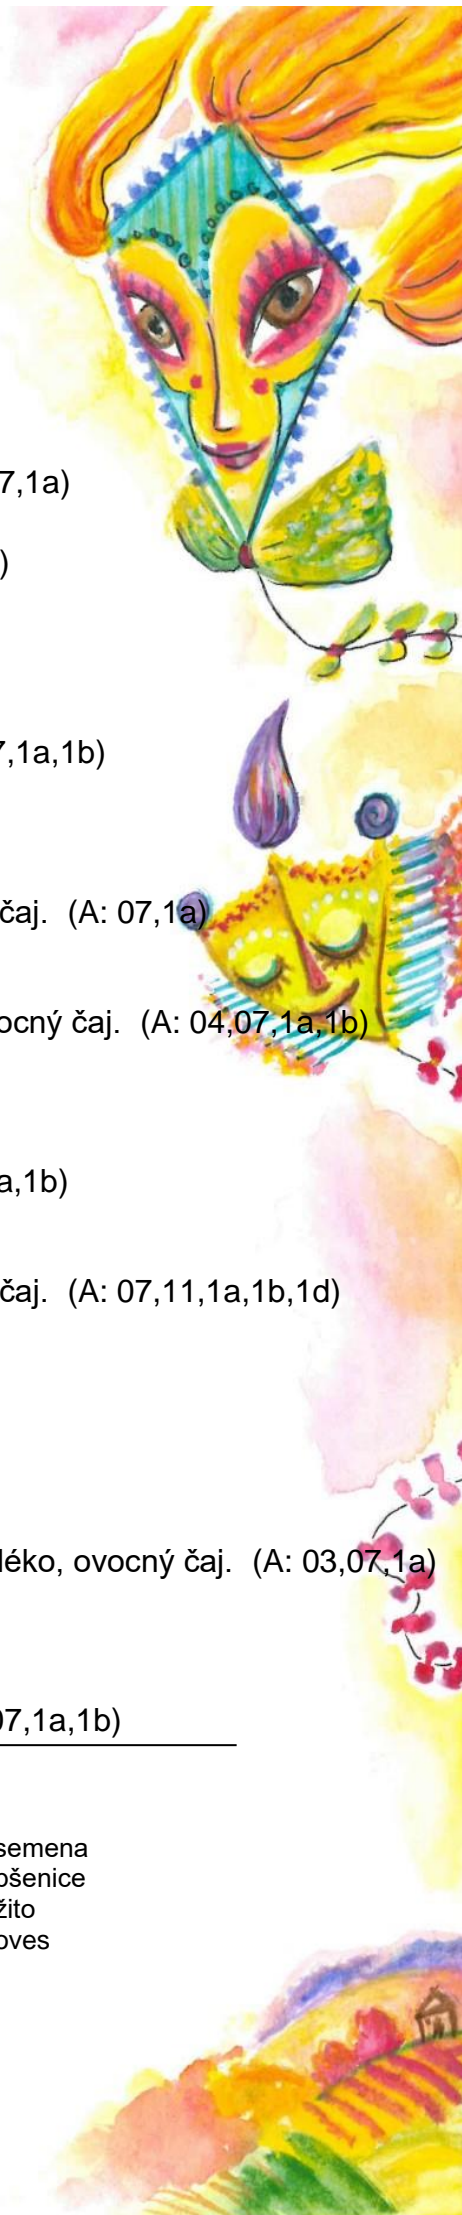 7,1a)
)
7,1a,1b)
čaj. (A: 07,1a)
ocný čaj. (A: 04,07,1a,1b)
a,1b)
čaj. (A: 07,11,1a,1b,1d)
léko, ovocný čaj. (A: 03,07,1a)
07,1a,1b)
semena
pšenice
žito
oves